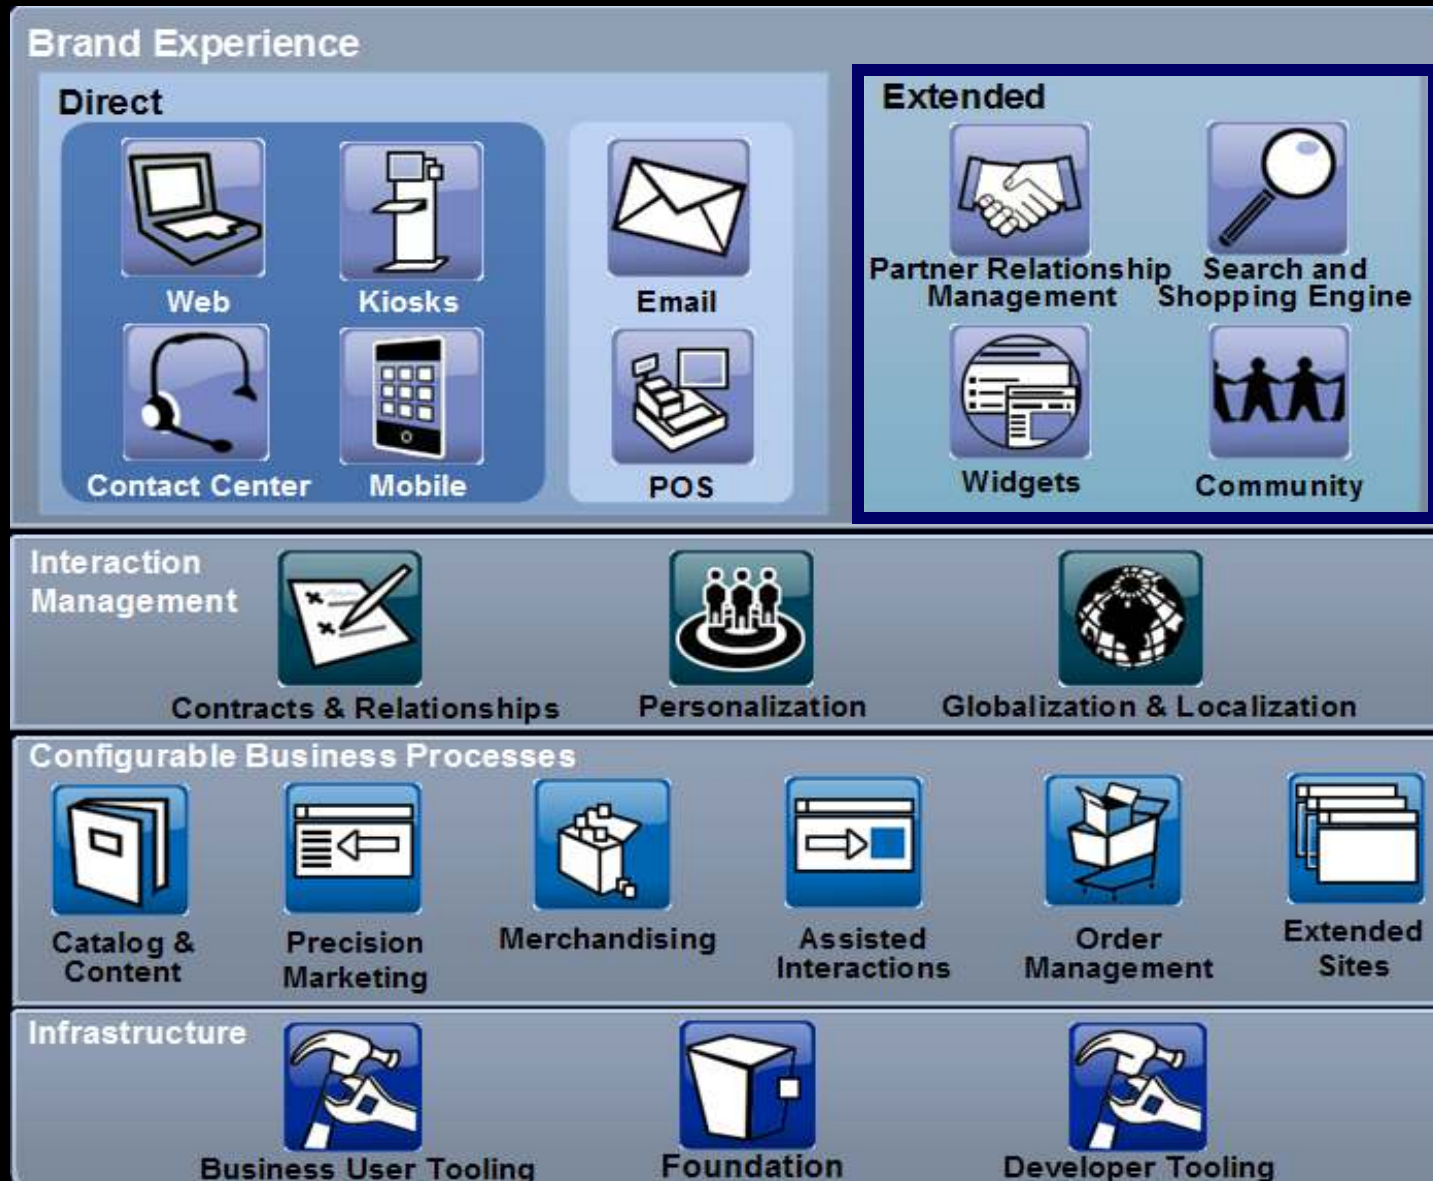 Brand Experience
Direct
Web
Kiosks
Email
Contact Center
Mobile
POS
Extended
Partner Relationship
Management
Search and
Shopping Engine
Widgets
Community
Interaction
Management
Contracts & Relationships
Personalization
Globalization & Localization
Configurable Business Processes
Catalog &
Content
Precision
Marketing
Merchandising
Assisted
Interactions
Order
Management
Extended
Sites
Infrastructure
Business User Tooling
Foundation
Developer Tooling